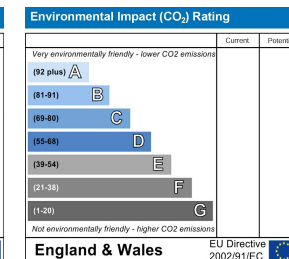 Environmental Impact (CO₂) Rating
Current Potent
Very environmentally friendly - lower CO2 emissions
(92 plus) A
(81-91) B
(69-80) C
(55-68) D
(39-54) E
(21-38) F
(1-20) G
Not environmentally friendly - higher CO2 emissions
England & Wales
EU Directive
2002/91/EC